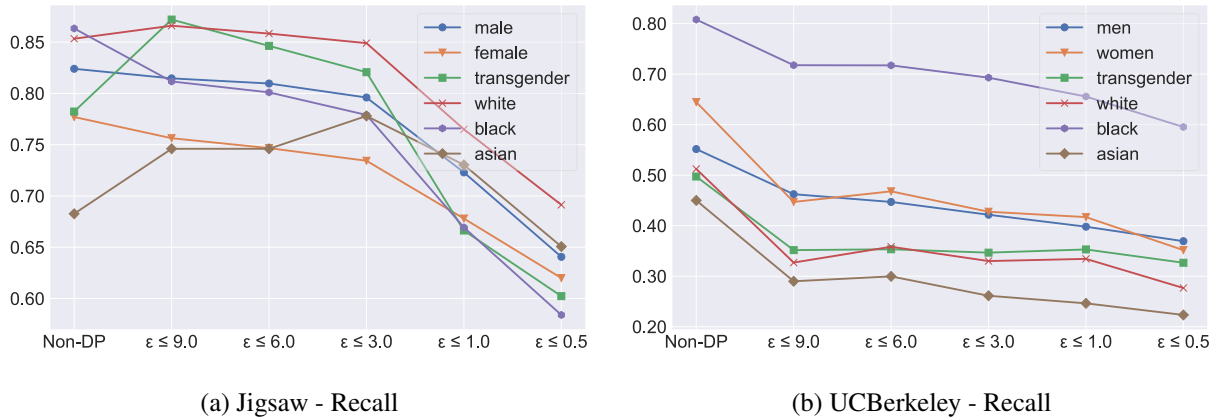 0.85
0.80
0.75
0.70
0.65
0.60
male
female
transgender
white
black
asian
Non-DP ε ≤ 9.0 ε ≤ 6.0 ε ≤ 3.0 ε ≤ 1.0 ε ≤ 0.5
(a) Jigsaw - Recall
0.80
0.70
0.60
0.50
0.40
0.30
0.20
men
women
transgender
white
black
asian
Non-DP ε ≤ 9.0 ε ≤ 6.0 ε ≤ 3.0 ε ≤ 1.0 ε ≤ 0.5
(b) UCBerkeley - Recall